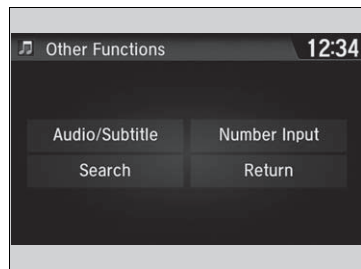 Other Functions 12:34
Audio/Subtitle Number Input
Search Return